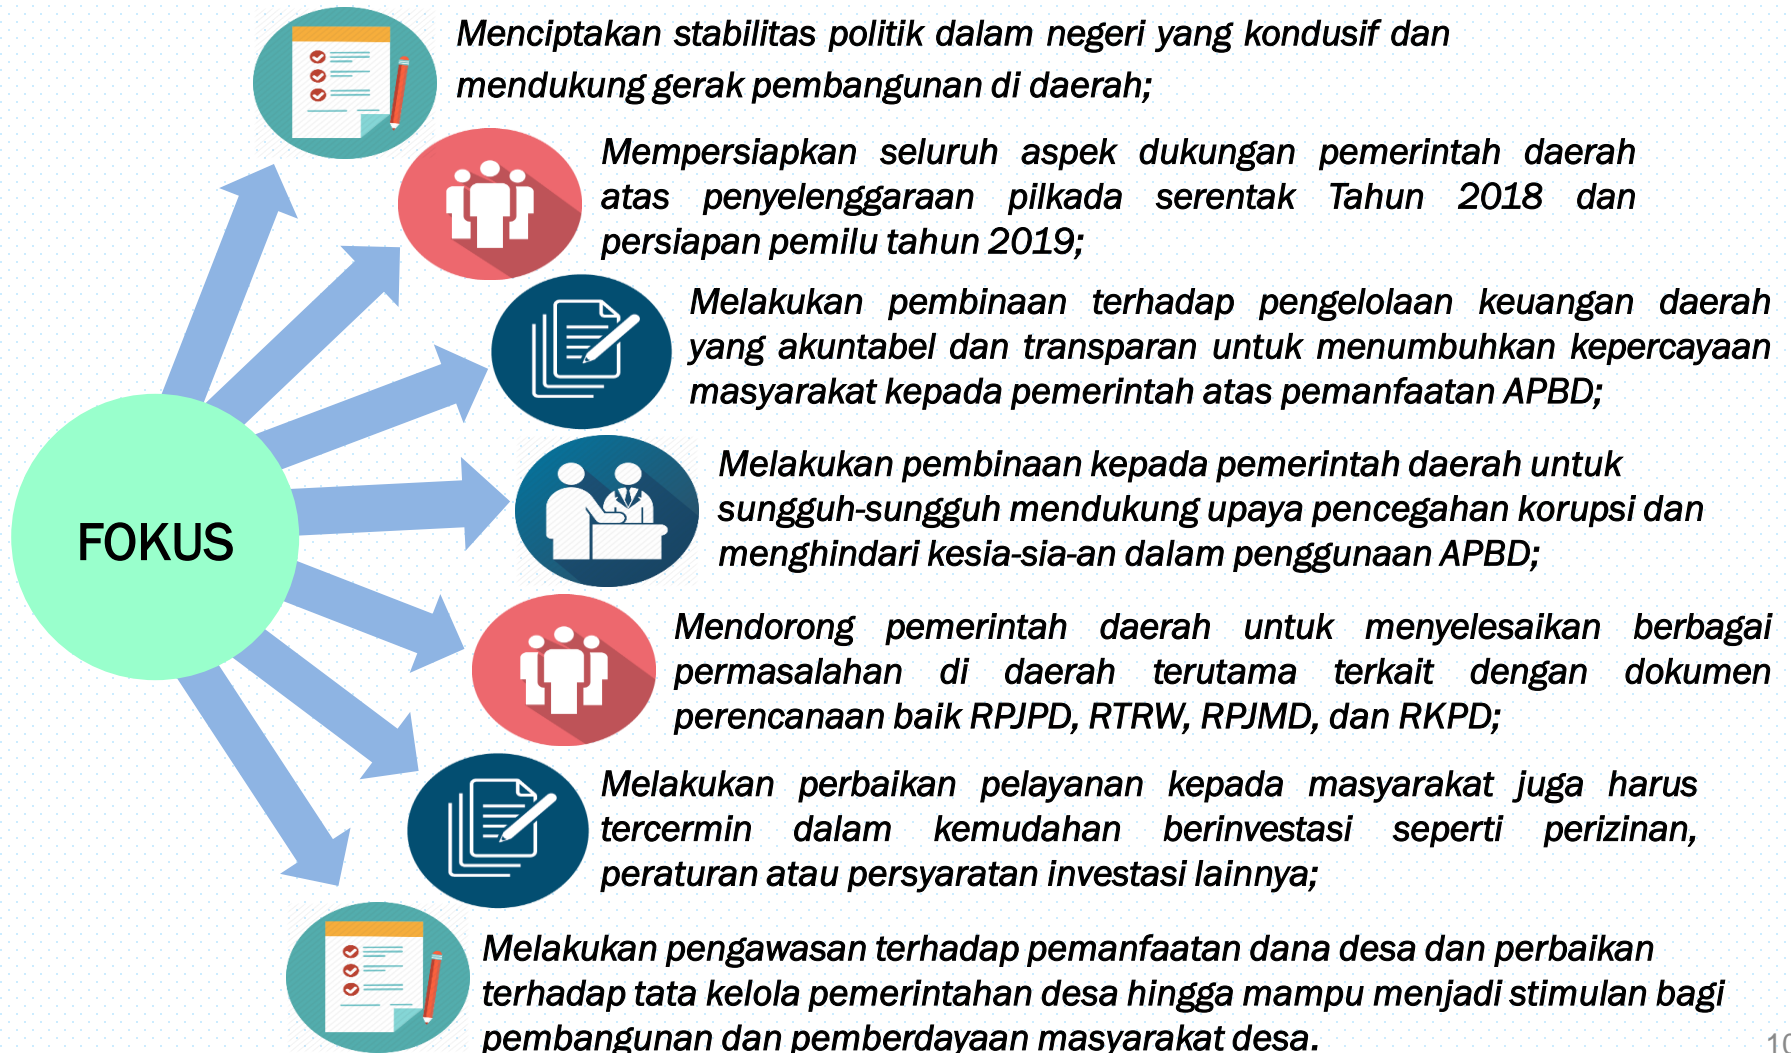 Menciptakan stabilitas politik dalam negeri yang kondusif dan
mendukung gerak pembangunan di daerah;
Mempersiapkan seluruh aspek dukungan pemerintah daerah
atas penyelenggaraan pilkada serentak Tahun 2018 dan
persiapan pemilu tahun 2019;
Melakukan pembinaan terhadap pengelolaan keuangan daerah
yang akuntabel dan transparan untuk menumbuhkan kepercayaan
masyarakat kepada pemerintah atas pemanfaatan APBD;
Melakukan pembinaan kepada pemerintah daerah untuk
sungguh-sungguh mendukung upaya pencegahan korupsi dan
menghindari kesia-sia-an dalam penggunaan APBD;
FOKUS
Mendorong pemerintah daerah untuk menyelesaikan berbagai
permasalahan di daerah terutama terkait dengan dokumen
perencanaan baik RPJPD, RTRW, RPJMD, dan RKPD;
Melakukan perbaikan pelayanan kepada masyarakat juga harus
tercermin dalam kemudahan berinvestasi seperti perizinan,
peraturan atau persyaratan investasi lainnya;
Melakukan pengawasan terhadap pemanfaatan dana desa dan perbaikan
terhadap tata kelola pemerintahan desa hingga mampu menjadi stimulan bagi
pembangunan dan pemberdayaan masyarakat desa.
10